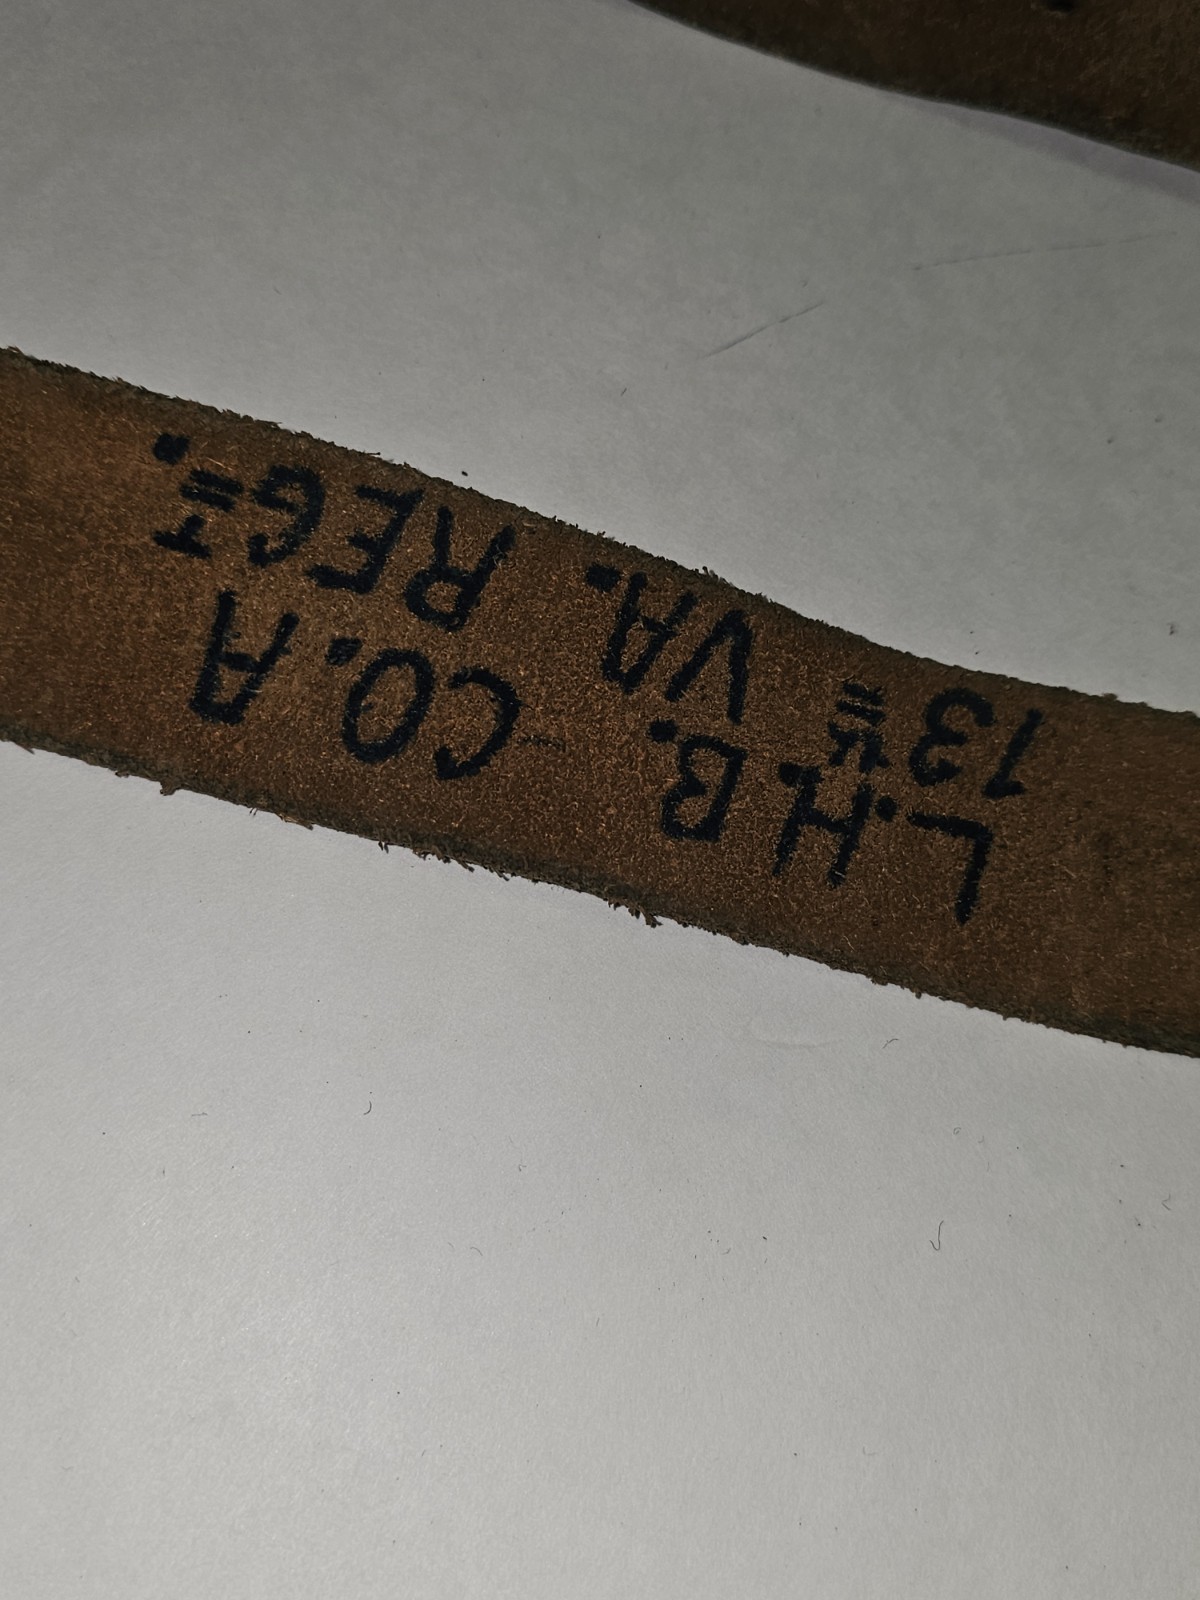 L.H.B. - CO. A
13th VA. REGT.